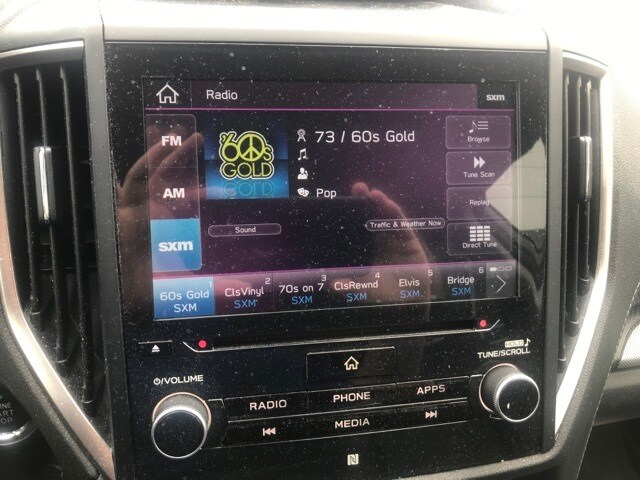 Radio
sxm
FM
'60s
GOLD
73 / 60s Gold
Browse
AM
Tune Scan
Pop
Replay
sxm
Sound
Traffic & Weather Now
Direct Tune
1 2 3 4 5 6
60s Gold ClsVinyl 70s on 7 ClsRewnd Elvis Bridge
SXM SXM SXM SXM SXM SXM
HOLD
TUNE/SCROLL
VOLUME
RADIO PHONE APPS
MEDIA
N